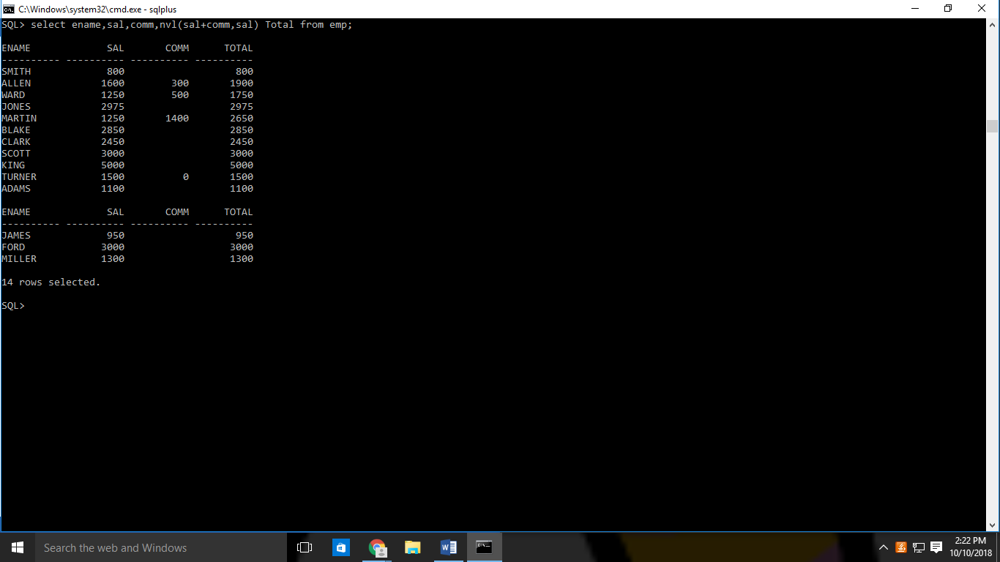 C:\Windows\system32\cmd.exe - sqlplus
SQL> select ename,sal,comm,nvl(sal+comm,sal) Total from emp;
ENAME             SAL       COMM      TOTAL
---------- ---------- ---------- ----------
SMITH             800                   800
ALLEN            1600        300       1900
WARD             1250        500       1750
JONES            2975                  2975
MARTIN           1250       1400       2650
BLAKE            2850                  2850
CLARK            2450                  2450
SCOTT            3000                  3000
KING             5000                  5000
TURNER           1500          0       1500
ADAMS            1100                  1100
ENAME             SAL       COMM      TOTAL
---------- ---------- ---------- ----------
JAMES             950                   950
FORD             3000                  3000
MILLER           1300                  1300
14 rows selected.
SQL>
Search the web and Windows
2:22 PM
10/10/2018